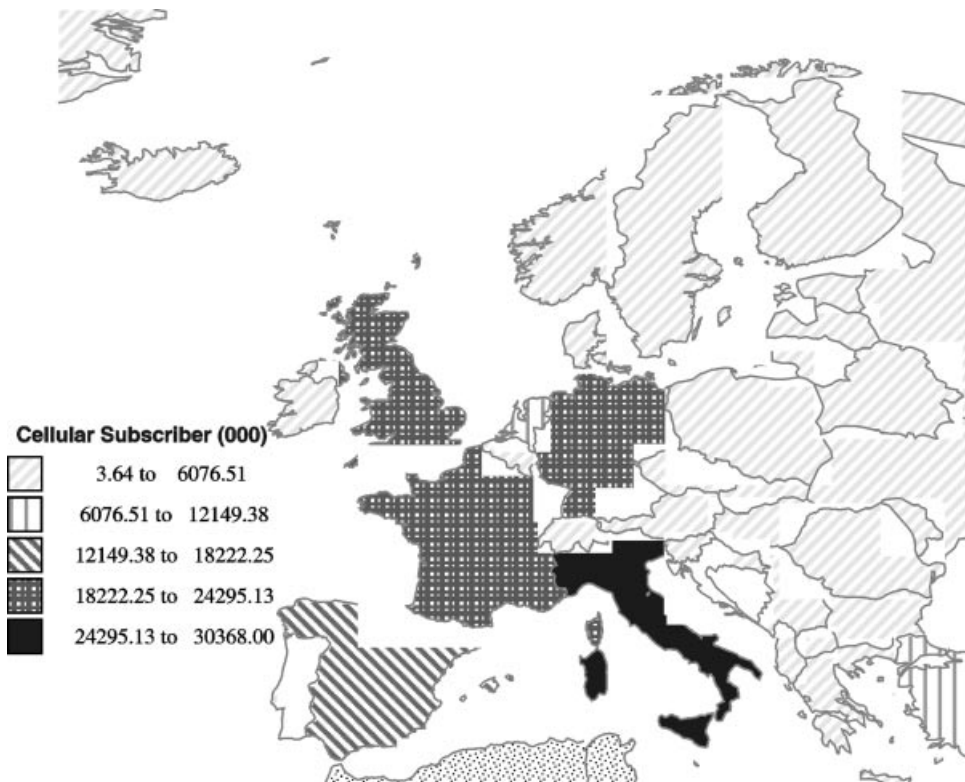 Cellular Subscriber (000)
3.64 to 6076.51
6076.51 to 12149.38
12149.38 to 18222.25
18222.25 to 24295.13
24295.13 to 30368.00